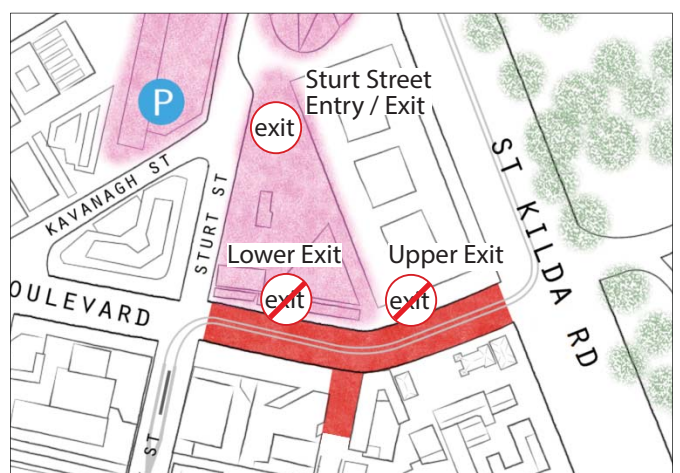 P
Sturt Street
Entry / Exit
exit
KAVANAGH ST
STURT ST
ST KILDA RD
Lower Exit
Upper Exit
exit
exit
OULEVARD
ST